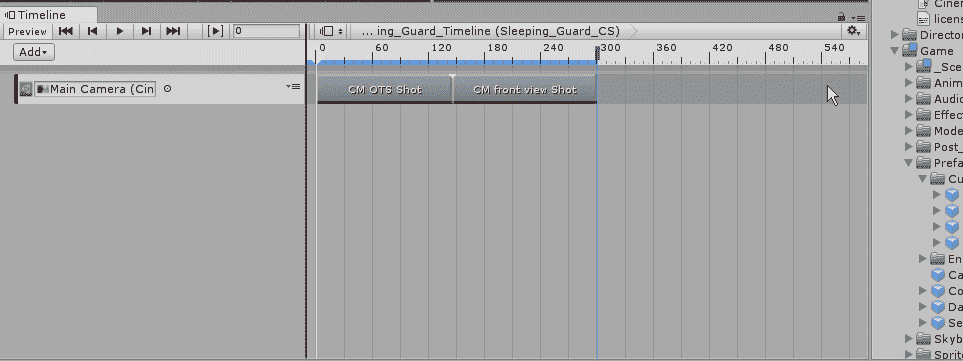 Cinem
Timeline
licens
Preview 0 ... ing_Guard_Timeline (Sleeping_Guard_CS)
Director
Add
0 60 120 180 240 300 360 420 480 540
Game
_Sce
Main Camera (Cin
CM OTS Shot
CM front view Shot
Anim
Audio
Effec
Mode
Post_
Prefa
Cu
En
Ca
Co
Da
Se
Skyb
Sprit